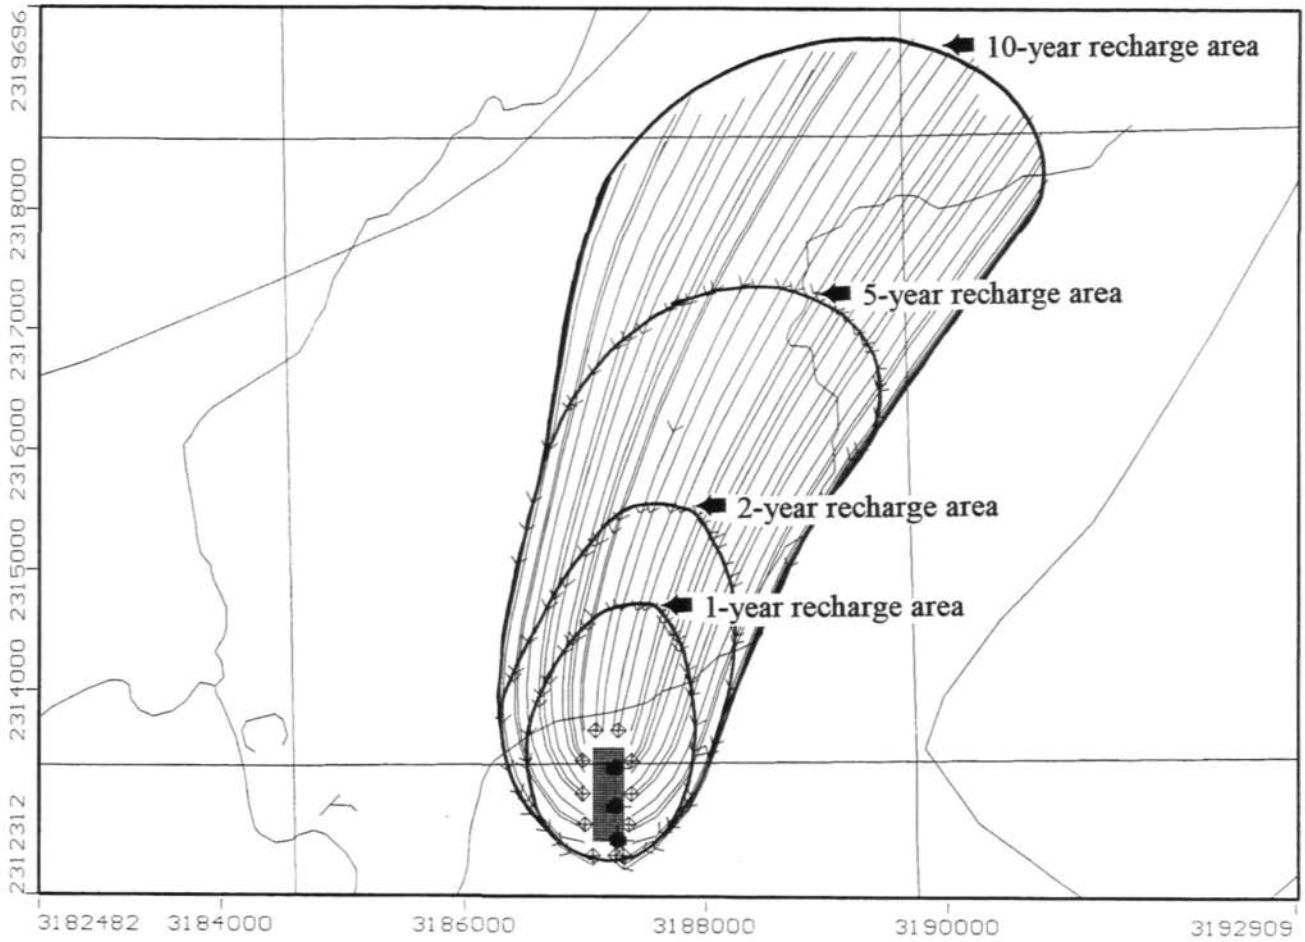 2319696
10-year recharge area
2318000
5-year recharge area
2317000
2316000
2-year recharge area
2315000
1-year recharge area
2314000
2312312
3182482 3184000 3186000 3188000 3190000 3192909